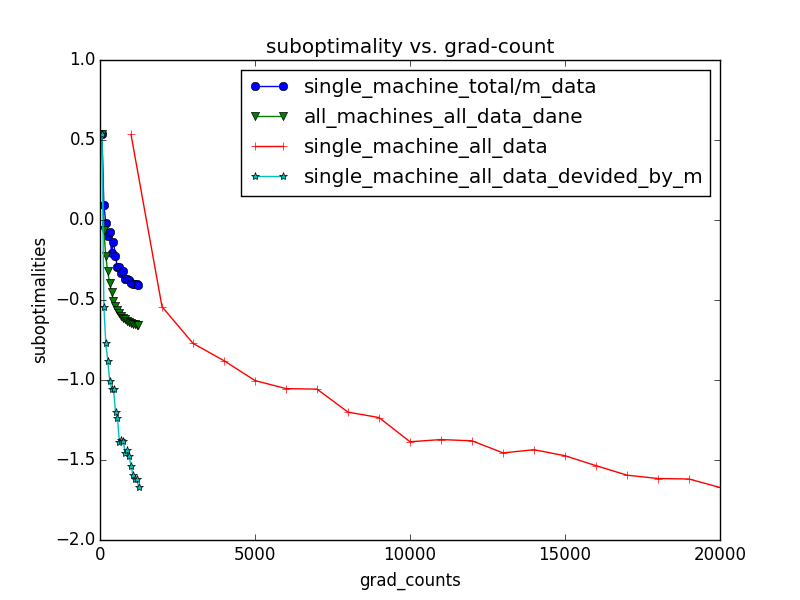 suboptimality vs. grad-count
single_machine_total/m_data
all_machines_all_data_dane
single_machine_all_data
single_machine_all_data_devided_by_m
suboptimalities
1.0
0.5
0.0
−0.5
−1.0
−1.5
−2.0
0
5000
10000
15000
20000
grad_counts